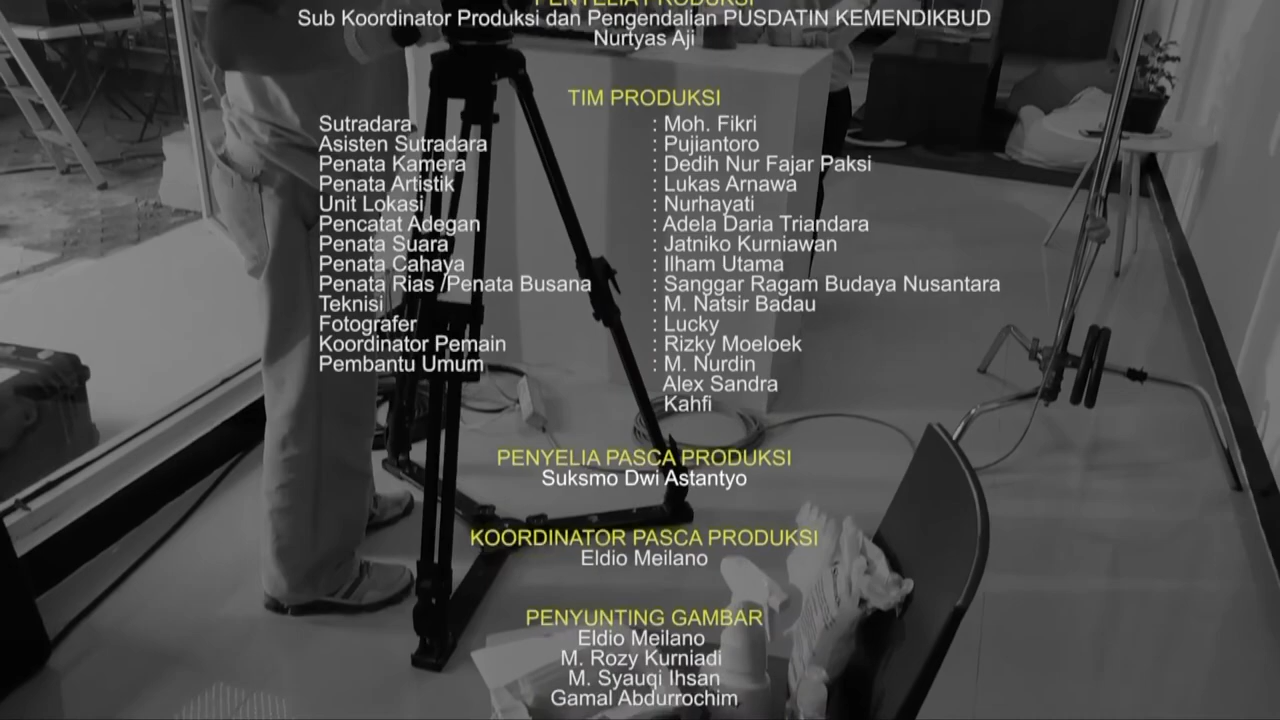 PENYELIA PRODUKSI
Sub Koordinator Produksi dan Pengendalian PUSDATIN KEMENDIKBUD
Nurtyas Aji
TIM PRODUKSI
Sutradara : Moh. Fikri
Asisten Sutradara : Pujiantoro
Penata Kamera : Dedih Nur Fajar Paksi
Penata Artistik : Lukas Arnawa
Unit Lokasi : Nurhayati
Pencatat Adegan : Adela Daria Triandara
Penata Suara : Jatniko Kurniawan
Penata Cahaya : Ilham Utama
Penata Rias /Penata Busana : Sanggar Ragam Budaya Nusantara
Teknisi : M. Natsir Badau
Fotografer : Lucky
Koordinator Pemain : Rizky Moeloek
Pembantu Umum : M. Nurdin
Alex Sandra
Kahfi
PENYELIA PASCA PRODUKSI
Suksmo Dwi Astantyo
KOORDINATOR PASCA PRODUKSI
Eldio Meilano
PENYUNTING GAMBAR
Eldio Meilano
M. Rozy Kurniadi
M. Syauqi Ihsan
Gamal Abdurrochim